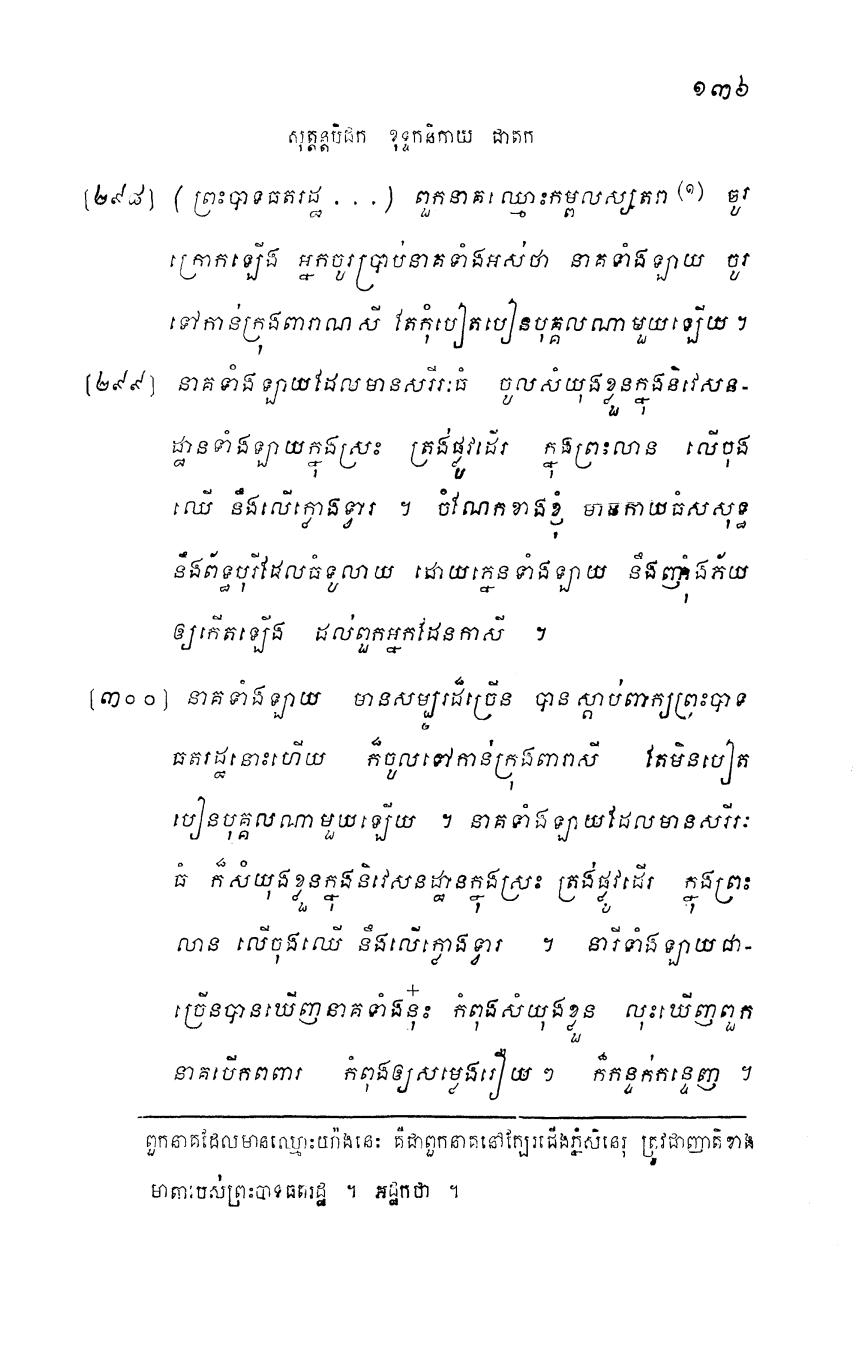 ១៣៦
សុត្តន្តបិដក ខុទ្ទកនិកាយ ជាតក
[២៩៨] (ព្រះបាទធតរដ្ឋ . . .) ពួកនាគឈ្មោះកម្ពលស្សតរា (១) ចូរ
ក្រោកឡើង អ្នកចូរប្រាប់នាគទាំងអស់ថា នាគទាំងឡាយ ចូរ
ទៅកាន់ក្រុងពារាណសី តែកុំបៀតបៀនបុគ្គលណាមួយឡើយ ។
[២៩៩] នាគទាំងឡាយដែលមានសរីរៈធំ ចូលសំយុងខ្លួនក្នុងនិវេសន-
ដ្ឋានទាំងឡាយក្នុងស្រះ ត្រង់ផ្លូវដើរ ក្នុងព្រះលាន លើចុង
ឈើ នឹងលើក្លោងទ្វារ ។ ចំណែកខាងខ្ញុំ មានកាយធំសសុទ្ធ
នឹងព័ទ្ធបុរីដែលធំទូលាយ ដោយភ្នេនទាំងឡាយ នឹងញ៉ាំងភ័យ
ឲ្យកើតឡើង ដល់ពួកអ្នកដែនកាសី ។
[៣០០] នាគទាំងឡាយ មានសម្បុរដ៏ច្រើន បានស្តាប់ពាក្យព្រះបាទ
ធតរដ្ឋនោះហើយ ក៏ចូលទៅកាន់ក្រុងពារាសី តែមិនបៀត
បៀនបុគ្គលណាមួយឡើយ ។ នាគទាំងឡាយដែលមានសរីរៈ
ធំ ក៏សំយុងខ្លួនក្នុងនិវេសនដ្ឋានក្នុងស្រះ ត្រង់ផ្លូវដើរ ក្នុងព្រះ
លាន លើចុងឈើ នឹងលើក្លោងទ្វារ ។ នារីទាំងឡាយជា-
ច្រើនបានឃើញនាគទាំងនុ៎ះ កំពុងសំយុងខ្លួន លុះឃើញពួក
នាគបើកពពារ កំពុងឲ្យសម្លេងរឿយ ៗ ក៏កន្ទក់កន្ទេញ ។
ពួកនាគដែលមានឈ្មោះយ៉ាងនេះ គឺជាពួកនាគនៅក្បែរជើងភ្នំសិនេរុ ត្រូវជាញាតិខាង
មាតារបស់ព្រះបាទធតរដ្ឋ ។ អដ្ឋកថា ។